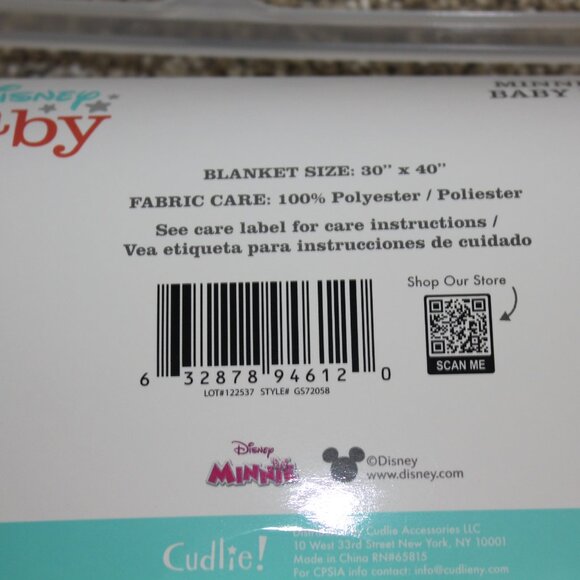 DISNEY
BABY
BLANKET SIZE: 30" x 40"
FABRIC CARE: 100% Polyester / Poliester
See care label for care instructions /
Vea etiqueta para instrucciones de cuidado
Shop Our Store
SCAN ME
6 32878 94612 0
LOT#122537 STYLE# GS72058
Disney
MINNIE
©Disney
www.disney.com
Cudlie!
Cudlie Accessories LLC
10 West 33rd Street New York, NY 10001
Made in China RN#65815
For CPSIA info contact: info@cudlieny.com